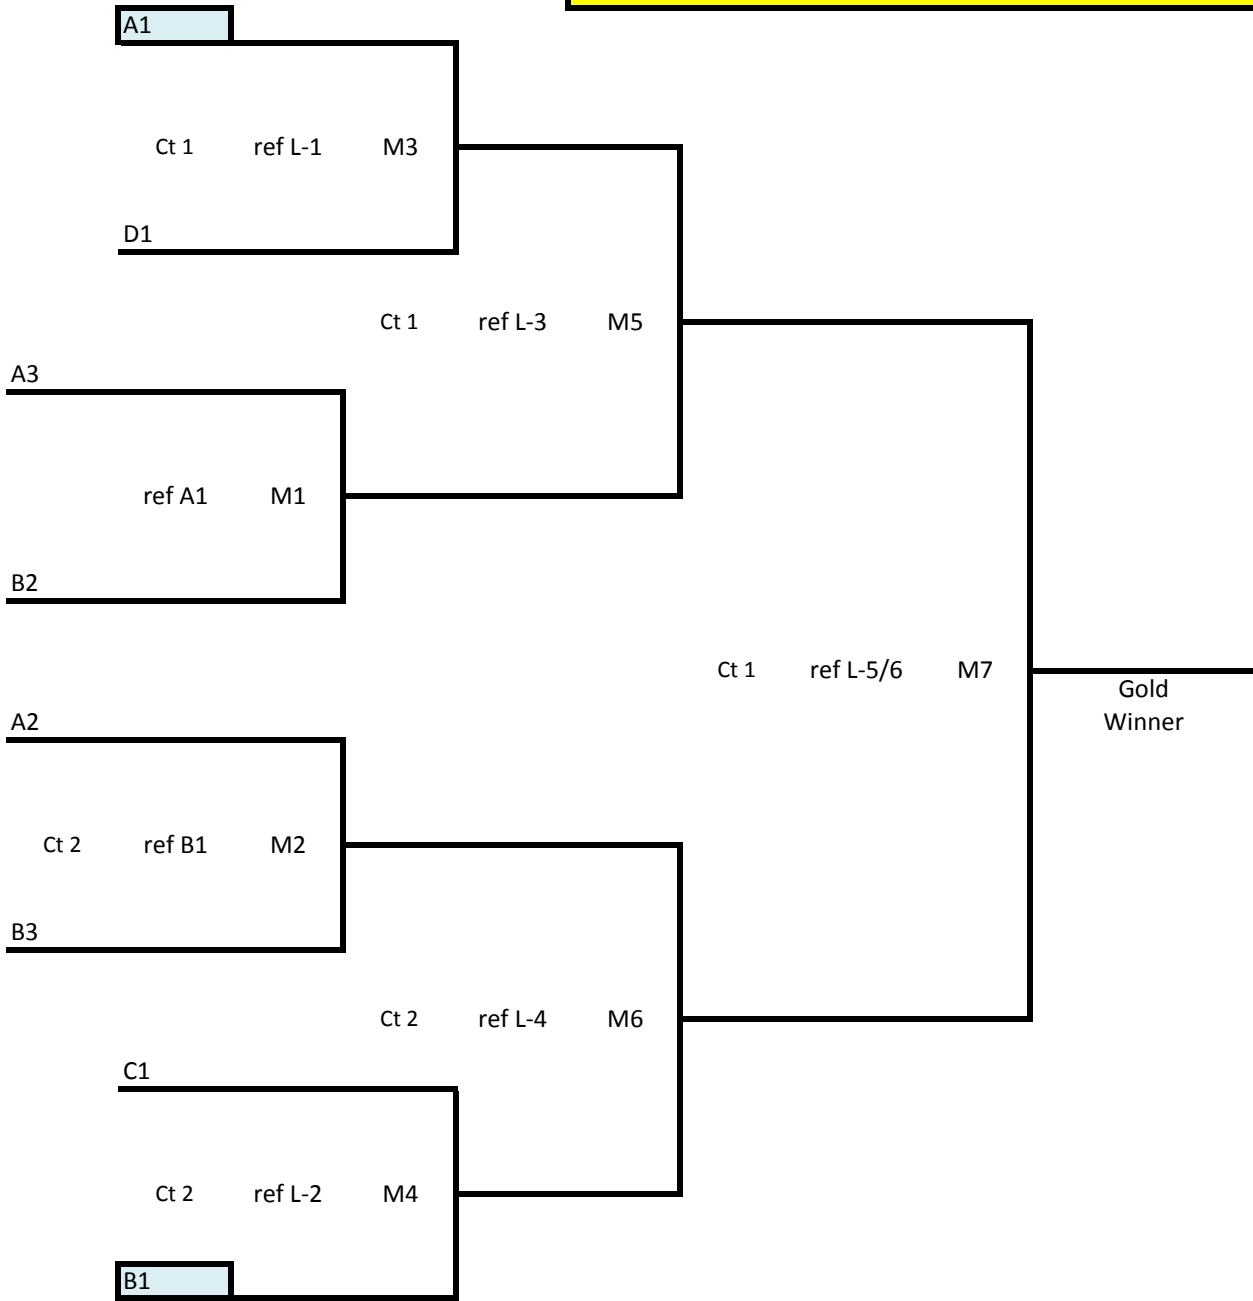 A1
Ct 1 ref L-1 M3
D1
Ct 1 ref L-3 M5
A3
ref A1 M1
B2
Ct 1 ref L-5/6 M7
Gold
Winner
A2
Ct 2 ref B1 M2
B3
Ct 2 ref L-4 M6
C1
Ct 2 ref L-2 M4
B1